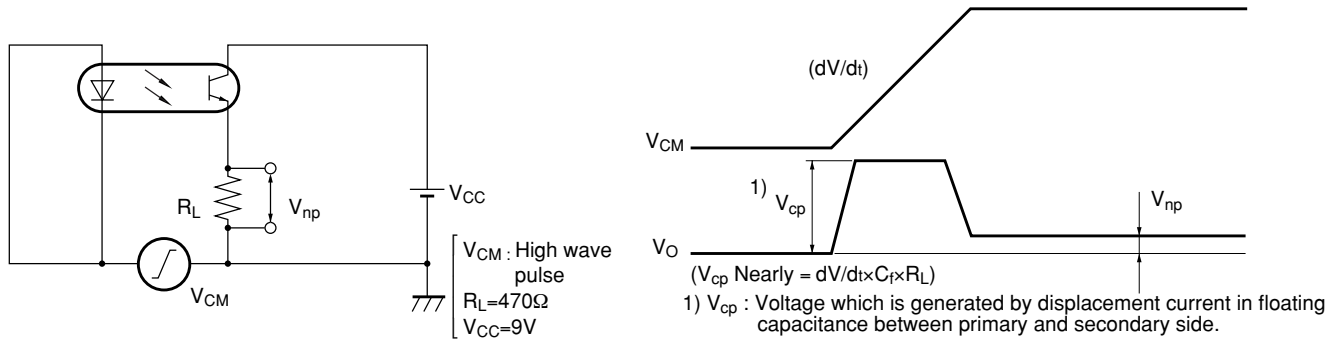 R_L
V_np
V_CC
V_CM
V_CM : High wave
pulse
R_L=470Ω
V_CC=9V
(dV/dt)
V_CM
1)
V_cp
V_np
V_O
(V_cp Nearly = dV/dt×C_f×R_L)
1) V_cp : Voltage which is generated by displacement current in floating
capacitance between primary and secondary side.